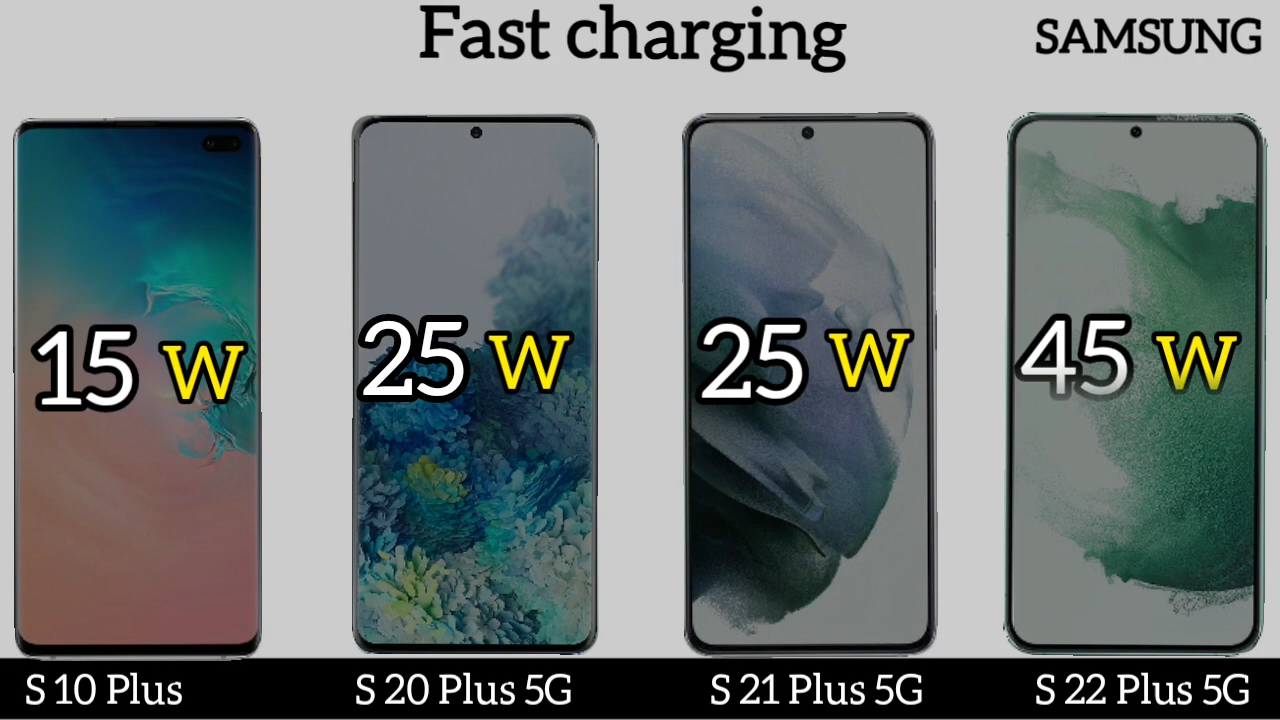 Fast charging
SAMSUNG
15 W
25 W
25 W
45 W
S 10 Plus
S 20 Plus 5G
S 21 Plus 5G
S 22 Plus 5G